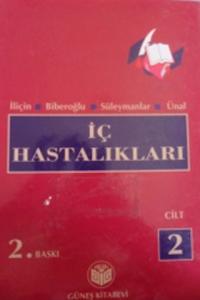 İliçin ■ Biberoğlu ■ Süleymanlar ■ Ünal
İÇ
HASTALIKLARI
CİLT
2. BASKI
2
GÜNEŞ KİTABEVİ